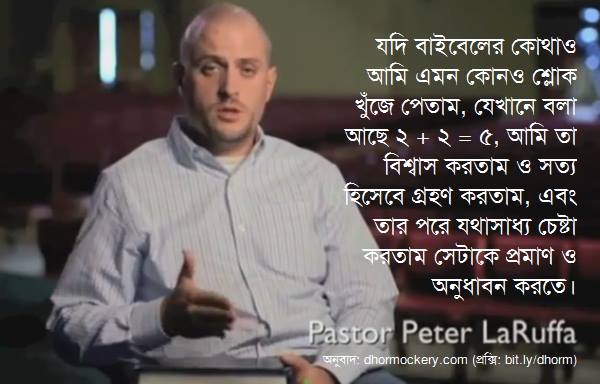 যদি বাইবেলের কোথাও
আমি এমন কোনও শ্লোক
খুঁজে পেতাম, যেখানে বলা
আছে ২ + ২ = ৫, আমি তা
বিশ্বাস করতাম ও সত্য
হিসেবে গ্রহণ করতাম, এবং
তার পরে যথাসাধ্য চেষ্টা
করতাম সেটাকে প্রমাণ ও
অনুধাবন করতে।
Pastor Peter LaRuffa
অনুবাদ: dhormockery.com (প্রক্সি: bit.ly/dhorm)